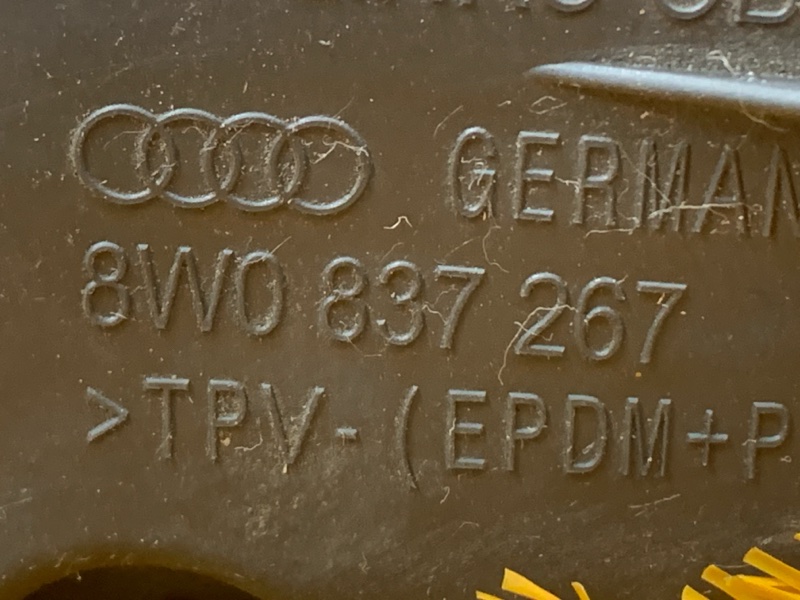 GERMAN
8W0 837 267
>TPV-(EPDM+P